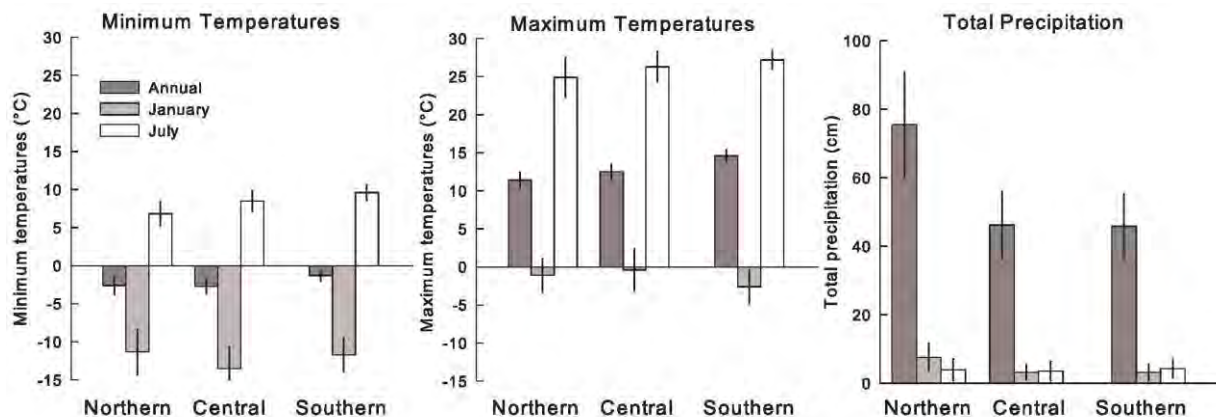 Minimum Temperatures
30
25
20
15
10
5
0
-5
-10
-15
Minimum temperatures (°C)
Annual
January
July
Northern Central Southern
Maximum Temperatures
30
25
20
15
10
5
0
-5
-10
-15
Maximum temperatures (°C)
Northern Central Southern
Total Precipitation
100
80
60
40
20
0
Total precipitation (cm)
Northern Central Southern